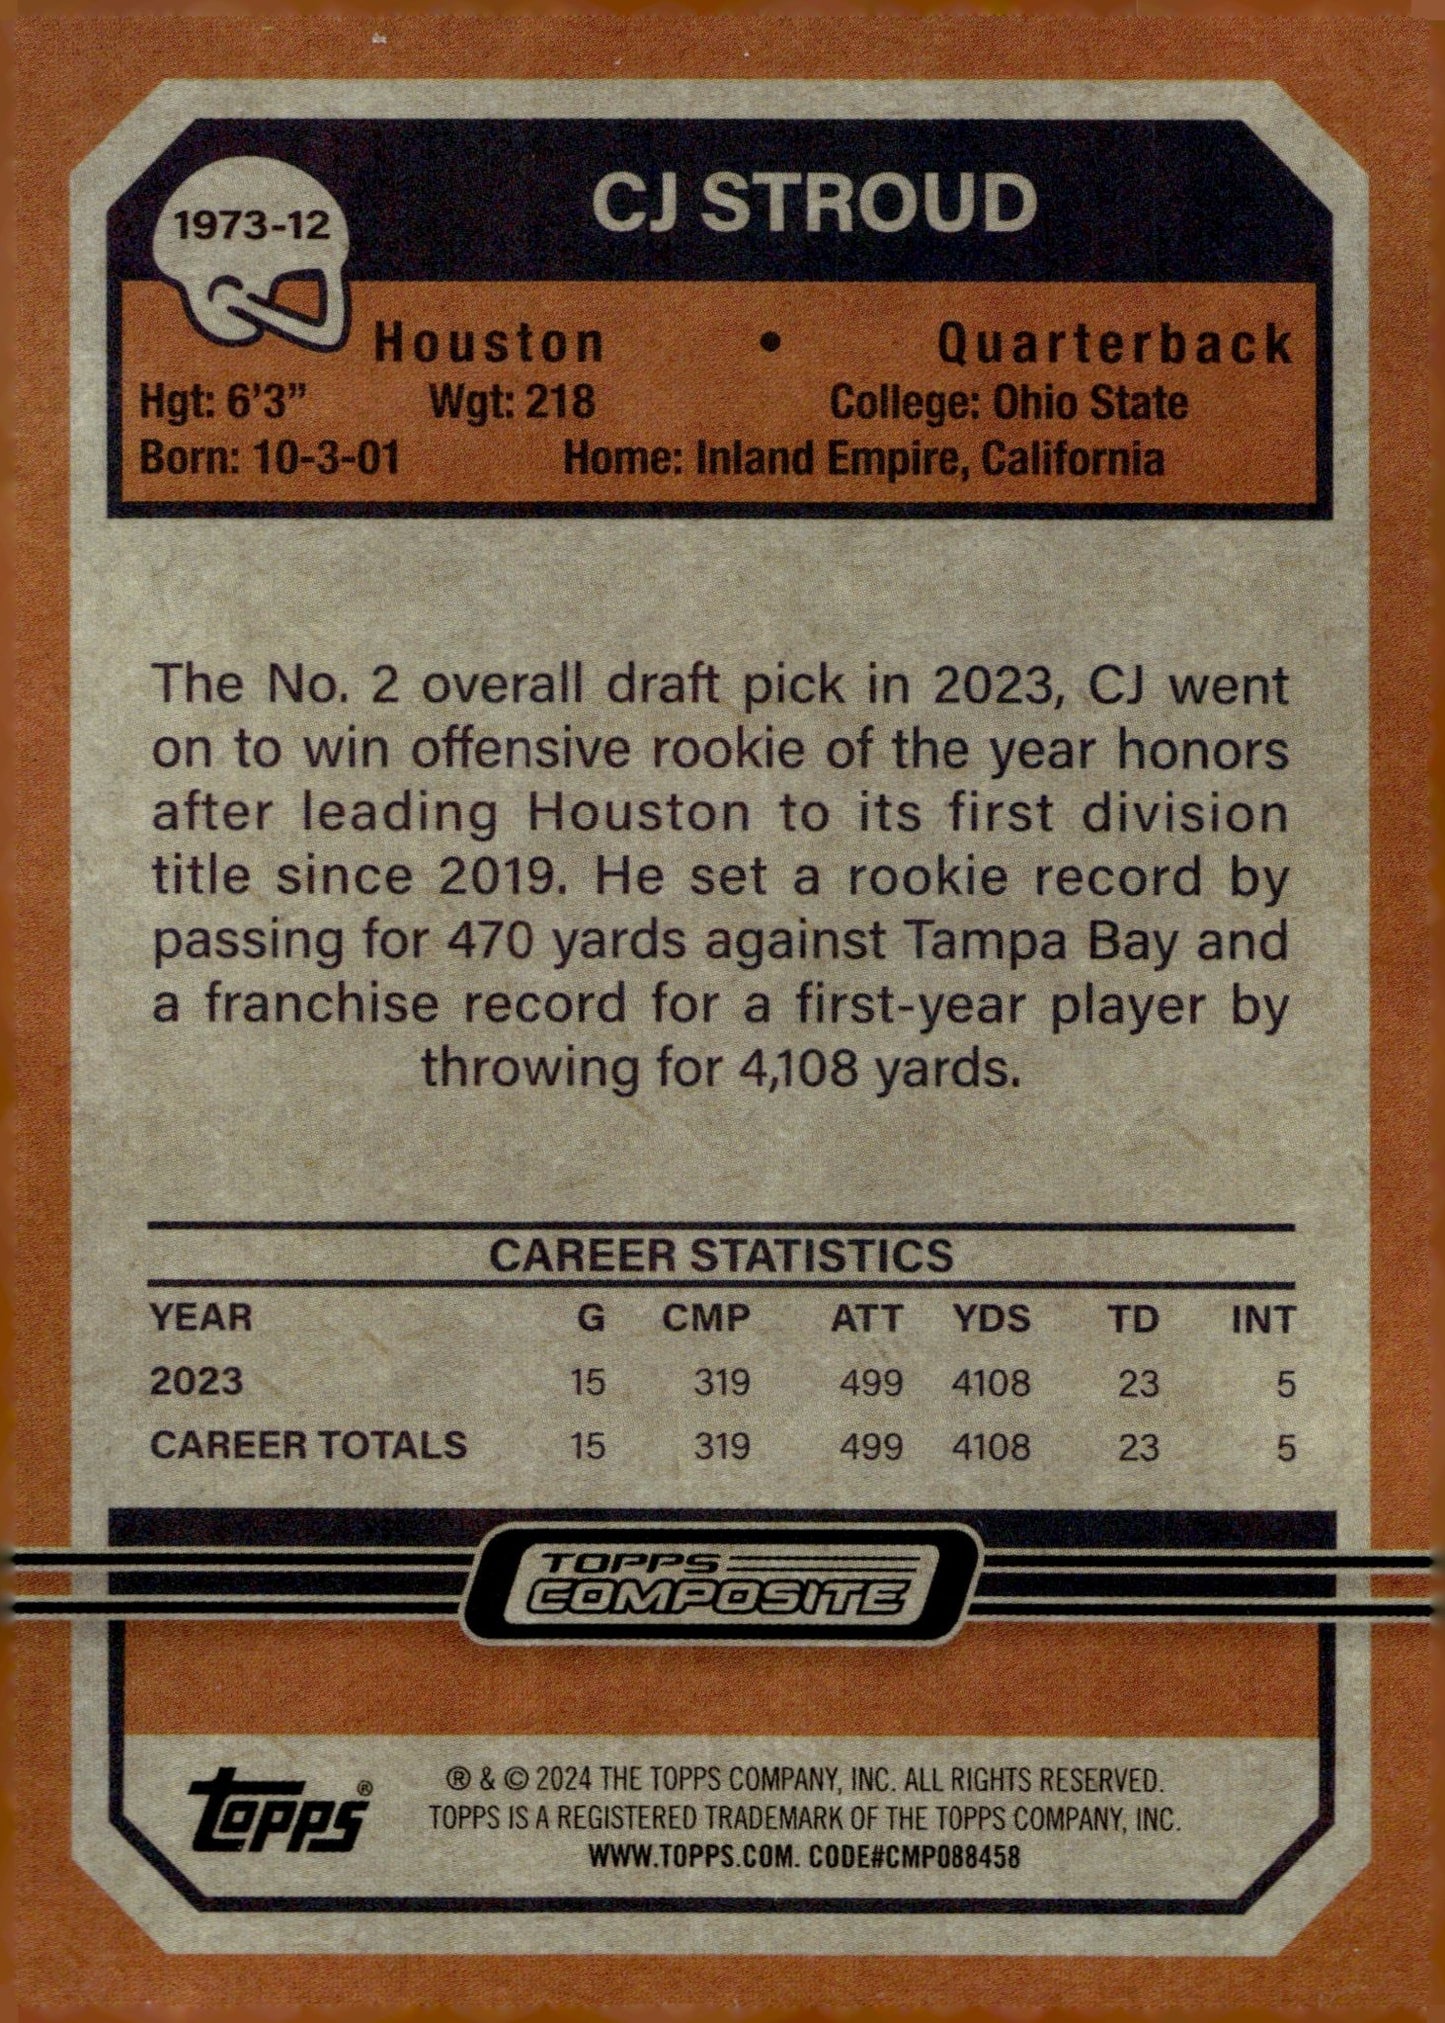 1973-12
CJ STROUD
Houston • Quarterback
Hgt: 6'3” Wgt: 218 College: Ohio State
Born: 10-3-01 Home: Inland Empire, California
The No. 2 overall draft pick in 2023, CJ went
on to win offensive rookie of the year honors
after leading Houston to its first division
title since 2019. He set a rookie record by
passing for 470 yards against Tampa Bay and
a franchise record for a first-year player by
throwing for 4,108 yards.
CAREER STATISTICS
YEAR G CMP ATT YDS TD INT
2023 15 319 499 4108 23 5
CAREER TOTALS 15 319 499 4108 23 5
TOPPS
COMPOSITE
topps®
® & © 2024 THE TOPPS COMPANY, INC. ALL RIGHTS RESERVED.
TOPPS IS A REGISTERED TRADEMARK OF THE TOPPS COMPANY, INC.
WWW.TOPPS.COM. CODE#CMP088458